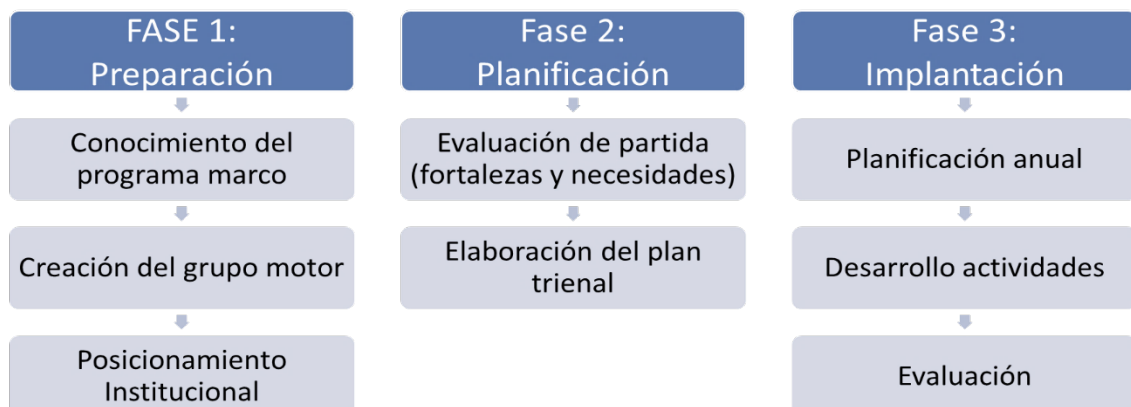 FASE 1:
Preparación
Conocimiento del
programa marco
Creación del grupo motor
Posicionamiento
Institucional
Fase 2:
Planificación
Evaluación de partida
(fortalezas y necesidades)
Elaboración del plan
trienal
Fase 3:
Implantación
Planificación anual
Desarrollo actividades
Evaluación